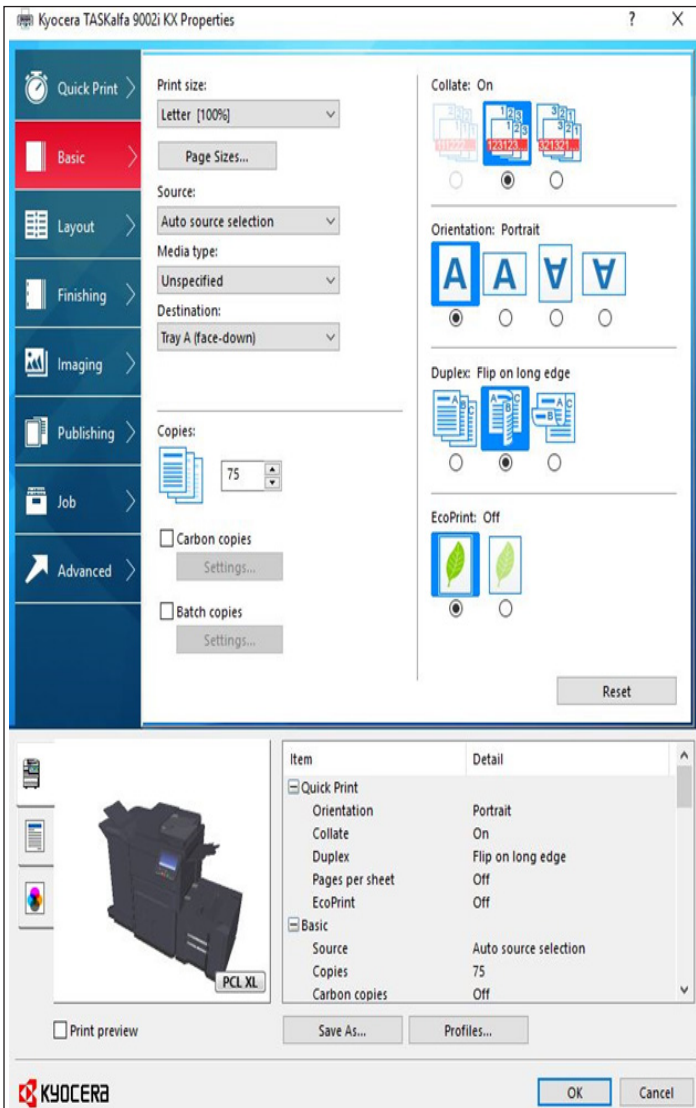 Kyocera TASKalfa 9002i KX Properties
?
X
Quick Print
Basic
Layout
Finishing
Imaging
Publishing
Job
Advanced
Print size:
Letter [100%]
Page Sizes...
Source:
Auto source selection
Media type:
Unspecified
Destination:
Tray A (face-down)
Copies:
75
Carbon copies
Settings...
Batch copies
Settings...
Collate: On
111222...
123123...
321321...
Orientation: Portrait
A A A A
Duplex: Flip on long edge
A B C
A B C
A B C
EcoPrint: Off
Reset
PCL XL
Item Detail
Quick Print
Orientation Portrait
Collate On
Duplex Flip on long edge
Pages per sheet Off
EcoPrint Off
Basic
Source Auto source selection
Copies 75
Carbon copies Off
Print preview
Save As...
Profiles...
KYOCERA
OK
Cancel